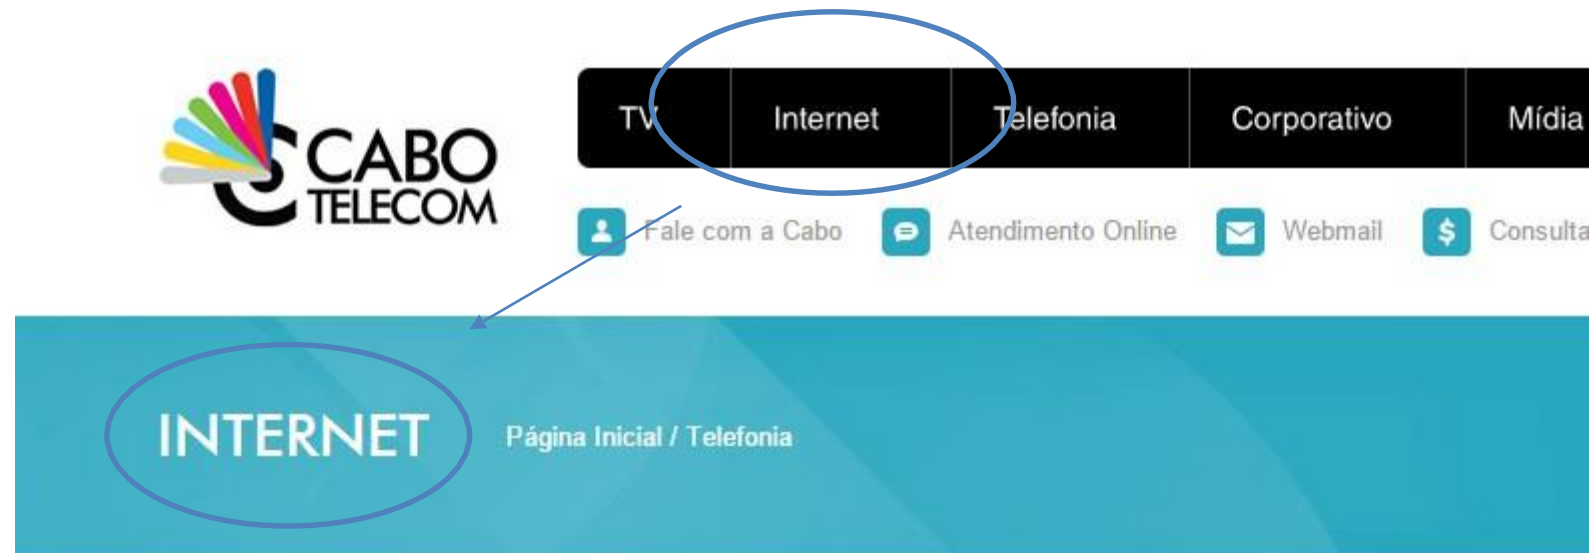 CABO
TELECOM
TV Internet Telefonia Corporativo Mídia
Fale com a Cabo Atendimento Online Webmail $ Consulta
INTERNET Página Inicial / Telefonia